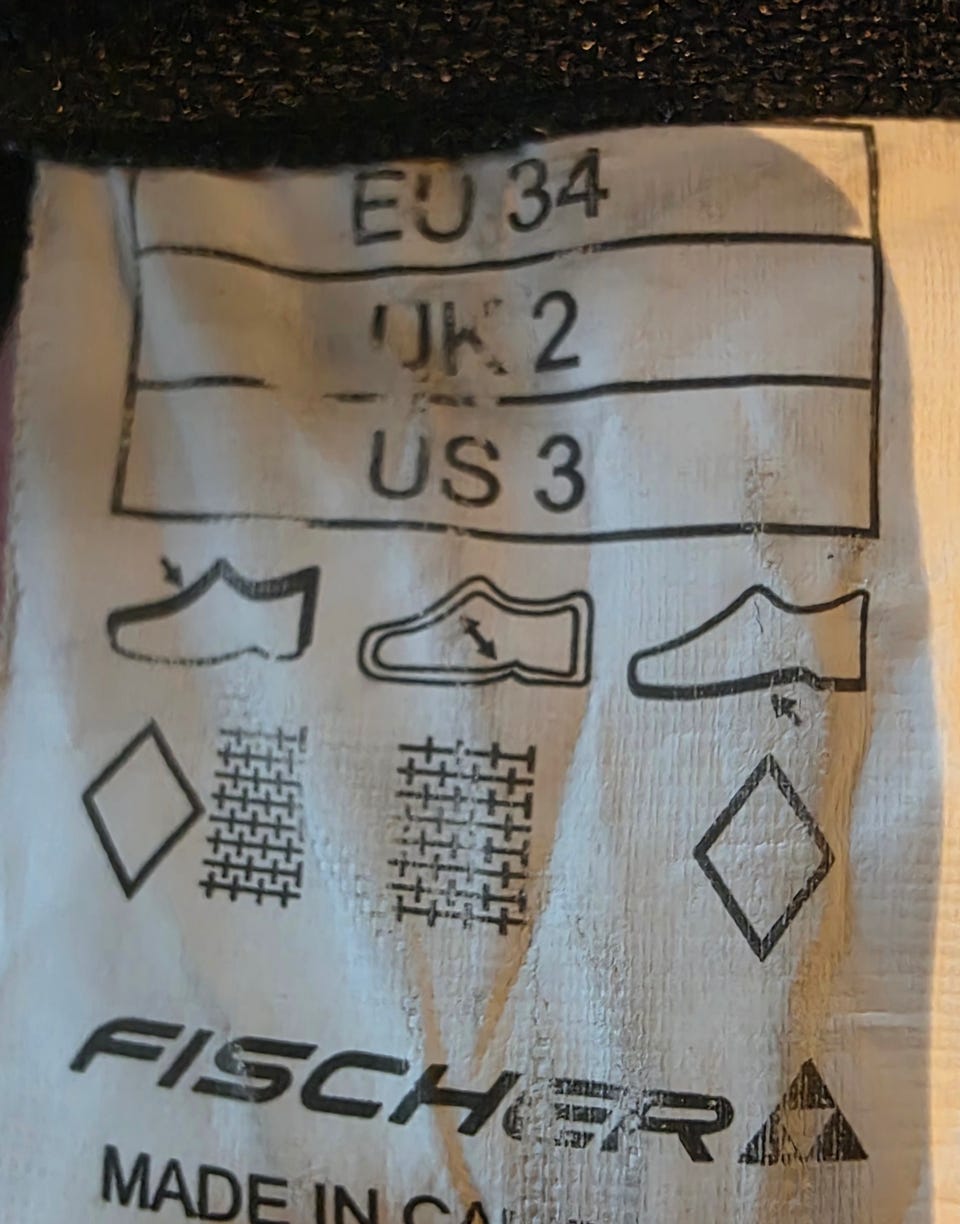 EU 34
UK 2
US 3
FISCHER
MADE IN